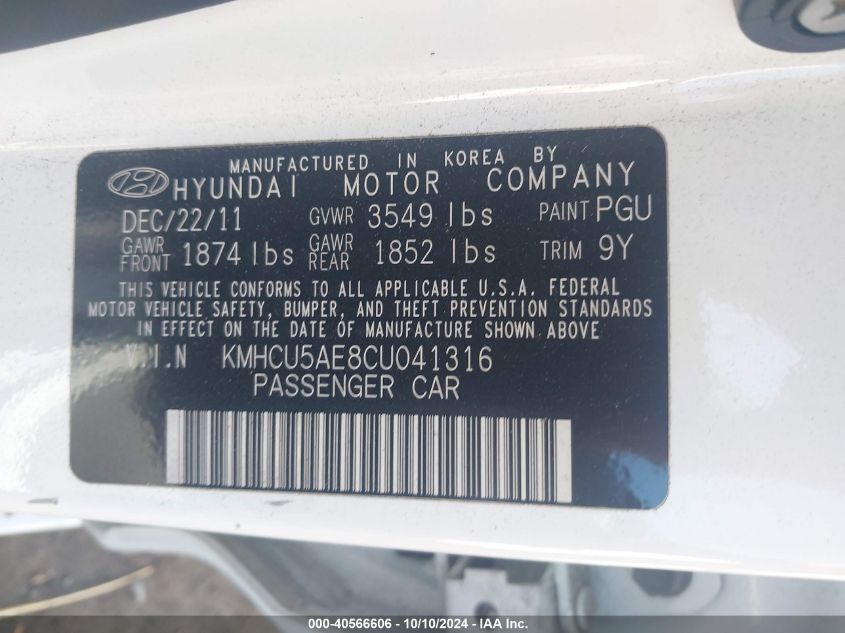 MANUFACTURED IN KOREA BY
HYUNDAI MOTOR COMPANY
DEC/22/11 GVWR 3549 lbs PAINT PGU
GAWR FRONT 1874 lbs GAWR REAR 1852 lbs TRIM 9Y
THIS VEHICLE CONFORMS TO ALL APPLICABLE U.S.A. FEDERAL
MOTOR VEHICLE SAFETY, BUMPER, AND THEFT PREVENTION STANDARDS
IN EFFECT ON THE DATE OF MANUFACTURE SHOWN ABOVE
V.I.N KMHCU5AE8CU041316
PASSENGER CAR
000-40566606 - 10/10/2024 - IAA Inc.